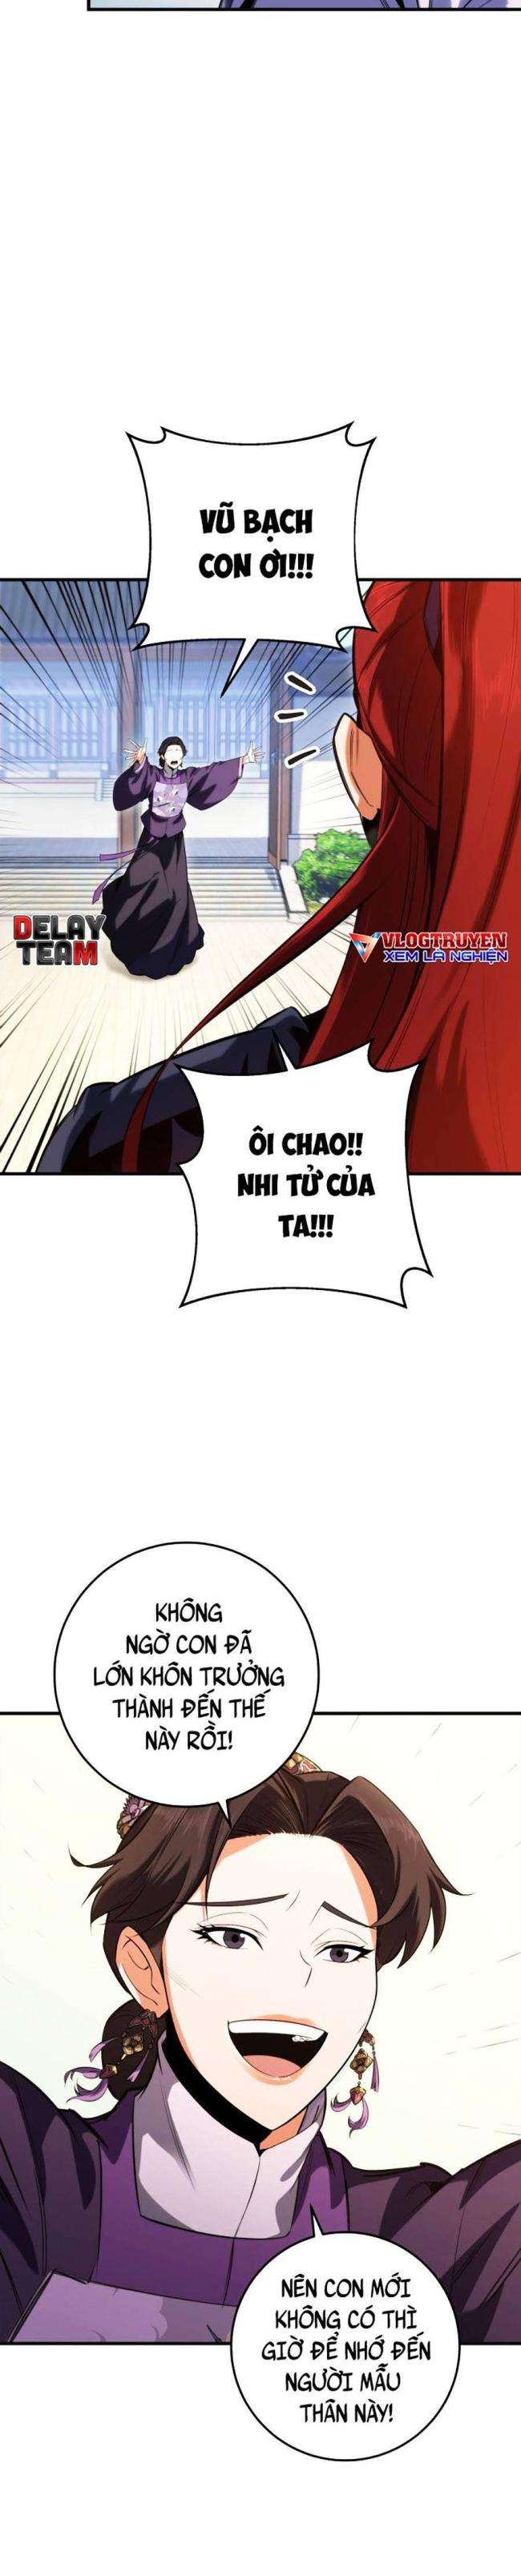 VŨ BẠCH
CON ƠI!!!
DELAY
TEAM
VLOGTRUYEN
XEM LÀ NGHIỆN
ÔI CHAO!!
NHI TỬ CỦA
TA!!!
KHÔNG
NGỜ CON ĐÃ
LỚN KHÔN TRƯỞNG
THÀNH ĐẾN THẾ
NÀY RỒI!
NÊN CON MỚI
KHÔNG CÓ THÌ
GIỜ ĐỂ NHỚ ĐẾN
NGƯỜI MẪU
THÂN NÀY!